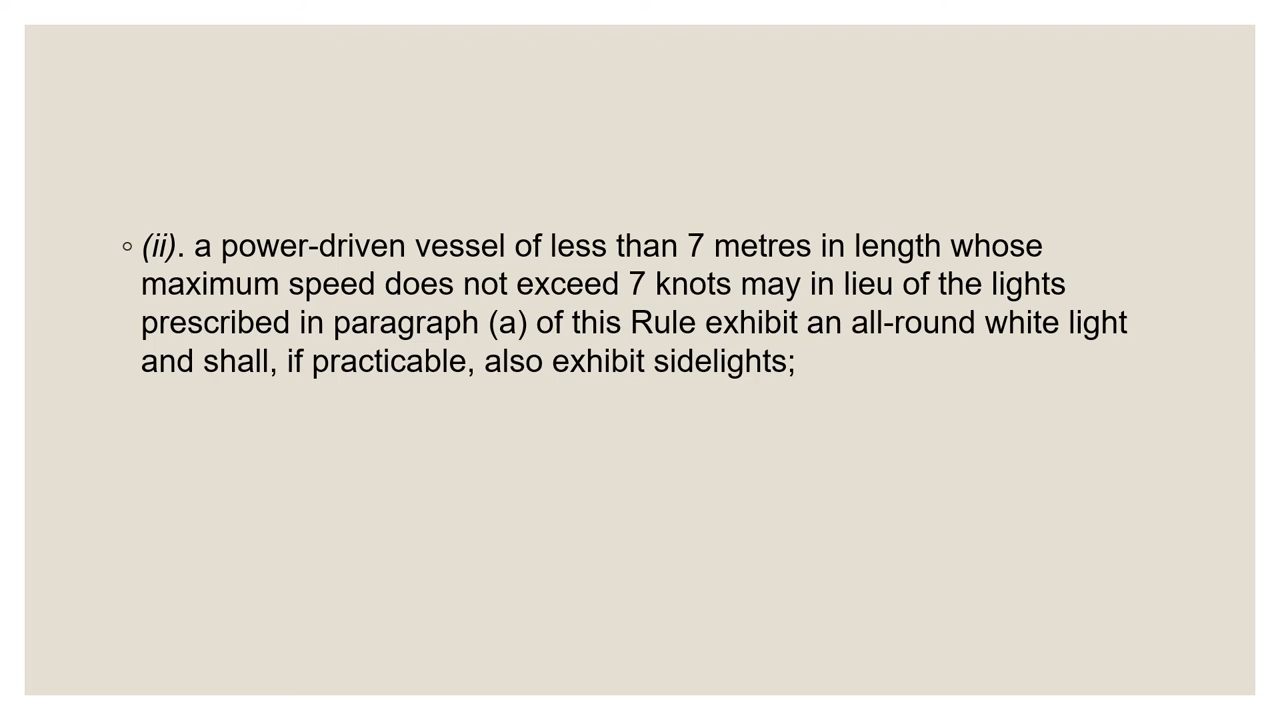 ◦ (ii). a power-driven vessel of less than 7 metres in length whose
maximum speed does not exceed 7 knots may in lieu of the lights
prescribed in paragraph (a) of this Rule exhibit an all-round white light
and shall, if practicable, also exhibit sidelights;